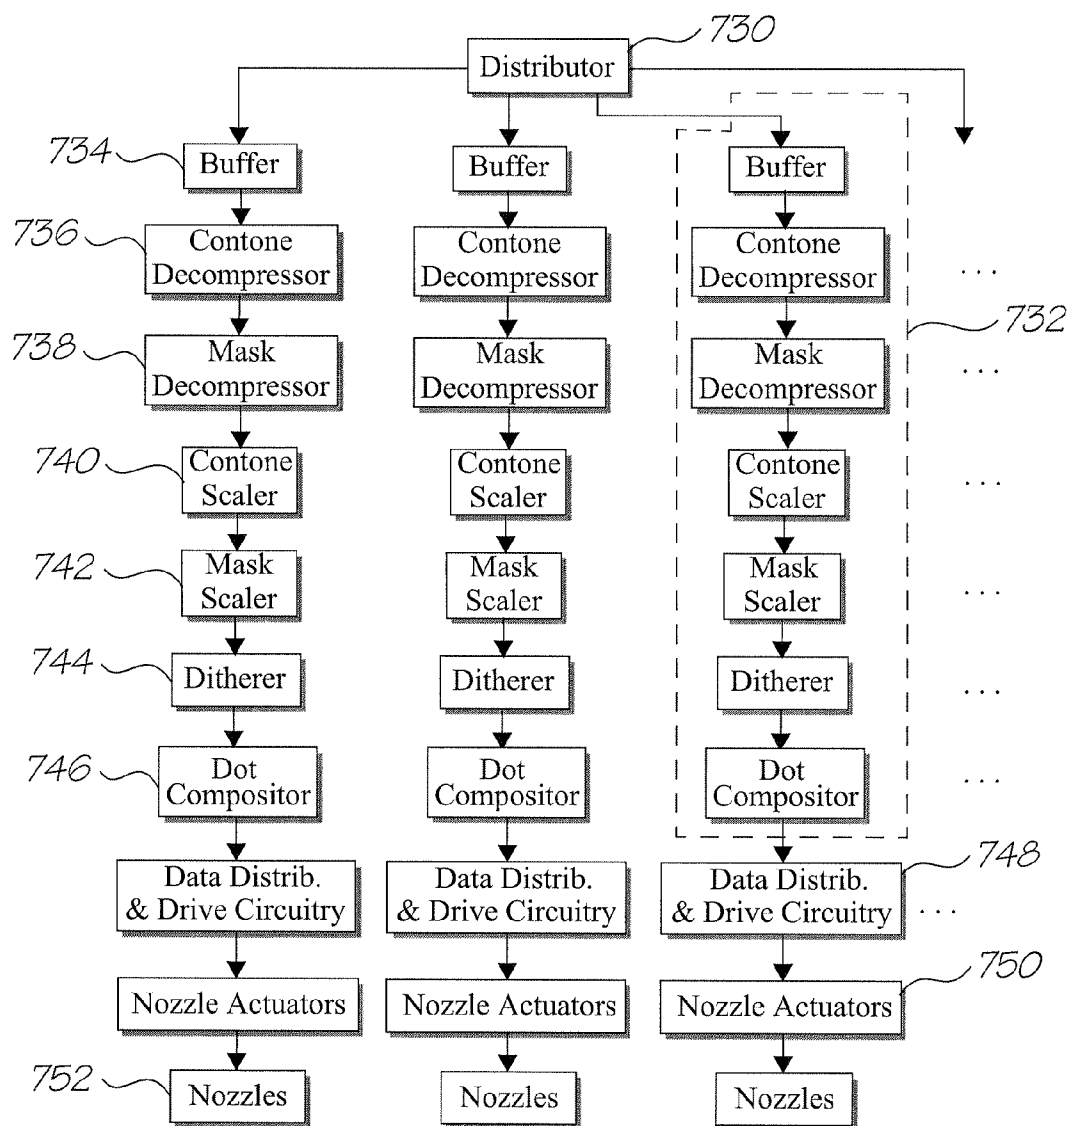 730
Distributor
734
Buffer
Buffer
Buffer
736
Contone
Decompressor
Contone
Decompressor
Contone
Decompressor
...
732
738
Mask
Decompressor
Mask
Decompressor
Mask
Decompressor
...
740
Contone
Scaler
Contone
Scaler
Contone
Scaler
...
742
Mask
Scaler
Mask
Scaler
Mask
Scaler
...
744
Ditherer
Ditherer
Ditherer
...
746
Dot
Compositor
Dot
Compositor
Dot
Compositor
...
748
Data Distrib.
& Drive Circuitry
Data Distrib.
& Drive Circuitry
Data Distrib.
& Drive Circuitry
...
750
Nozzle Actuators
Nozzle Actuators
Nozzle Actuators
752
Nozzles
Nozzles
Nozzles